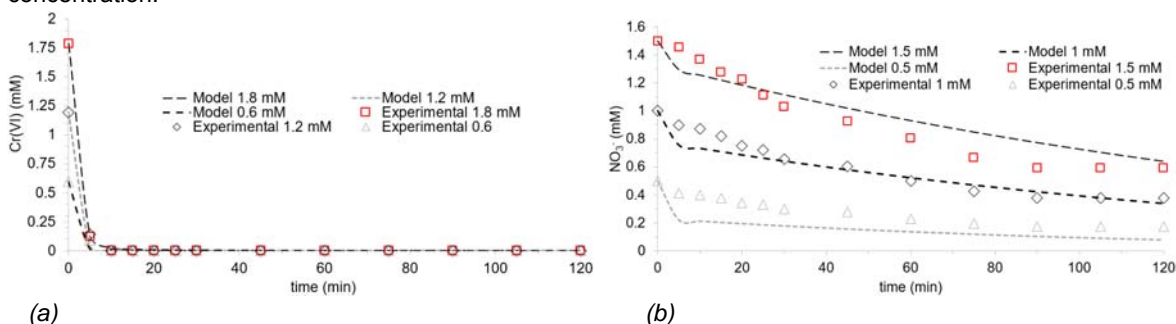 concentration.
2
1.75
1.5
1.25
1
0.75
0.5
0.25
0
Cr(VI) (mM)
Model 1.8 mM
Model 1.2 mM
Model 0.6 mM
Experimental 1.8 mM
Experimental 1.2 mM
Experimental 0.6
0 20 40 60 80 100 120
time (min)
(a)
1.6
1.4
1.2
1
0.8
0.6
0.4
0.2
0
NO3- (mM)
Model 1.5 mM
Model 1 mM
Model 0.5 mM
Experimental 1.5 mM
Experimental 1 mM
Experimental 0.5 mM
0 20 40 60 80 100 120
time (min)
(b)